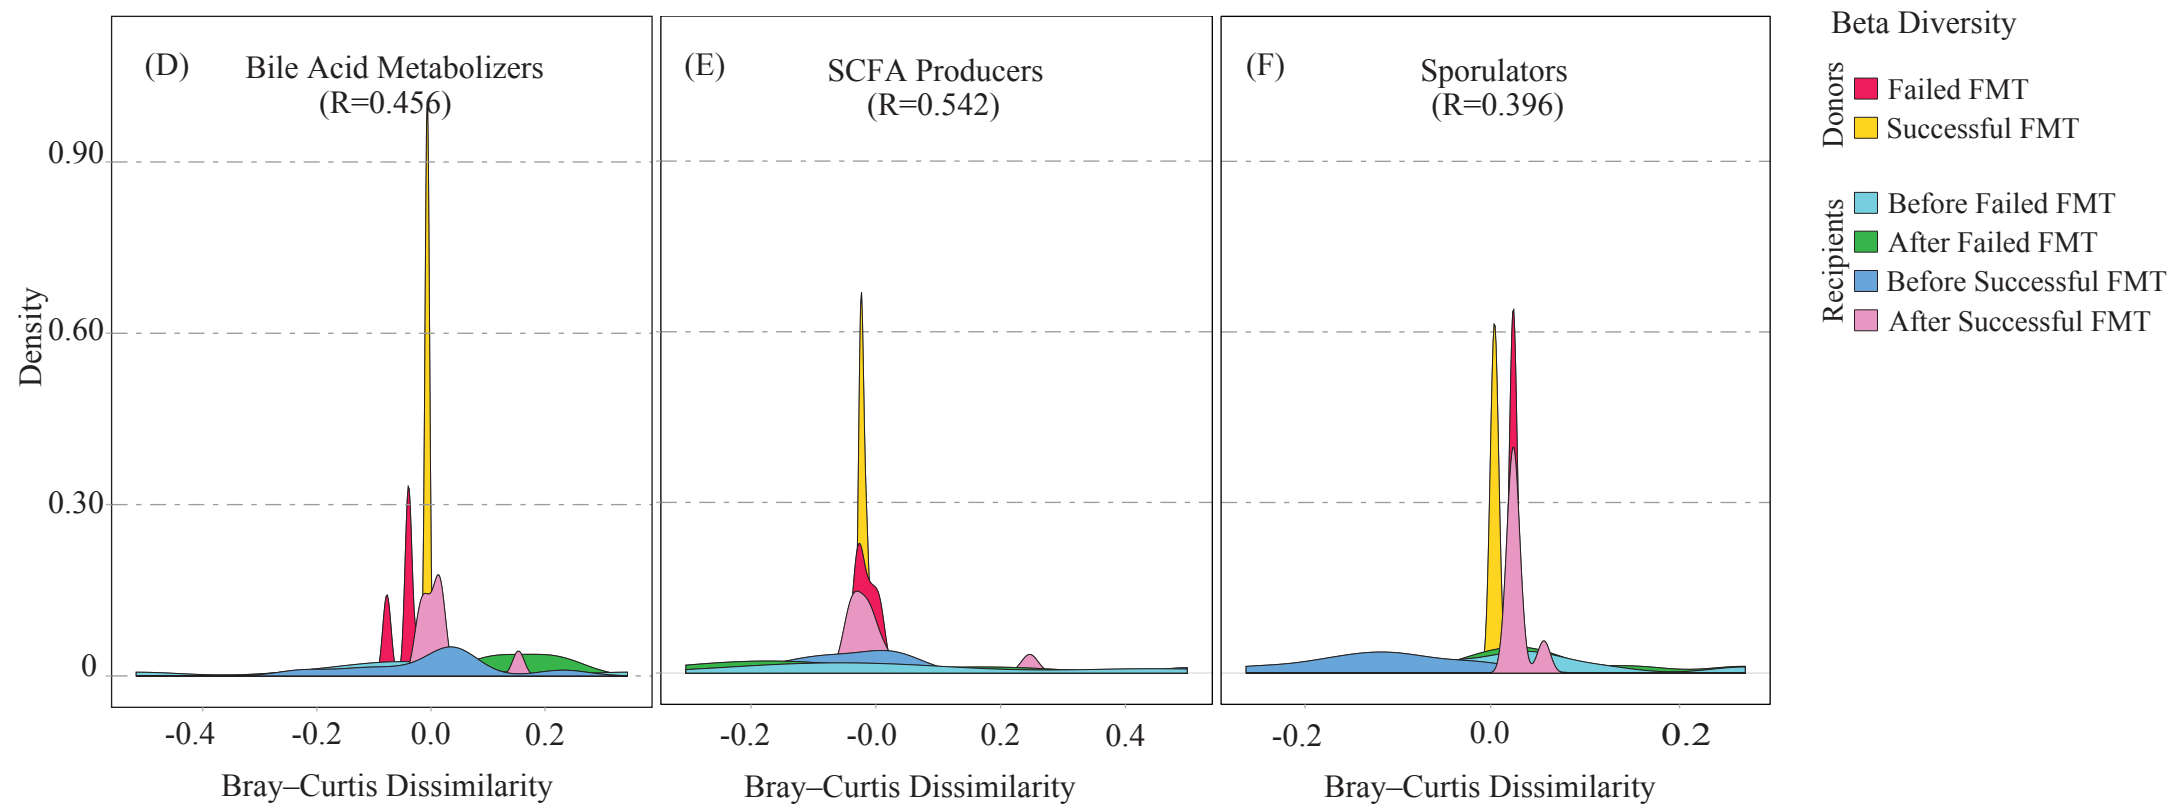 (D)
Bile Acid Metabolizers
(R=0.456)
(E)
SCFA Producers
(R=0.542)
(F)
Sporulators
(R=0.396)
Density
0.90
0.60
0.30
0
-0.4
-0.2
0.0
0.2
Bray–Curtis Dissimilarity
-0.2
-0.0
0.2
0.4
Bray–Curtis Dissimilarity
-0.2
0.0
0.2
Bray–Curtis Dissimilarity
Beta Diversity
Donors
Failed FMT
Successful FMT
Recipients
Before Failed FMT
After Failed FMT
Before Successful FMT
After Successful FMT